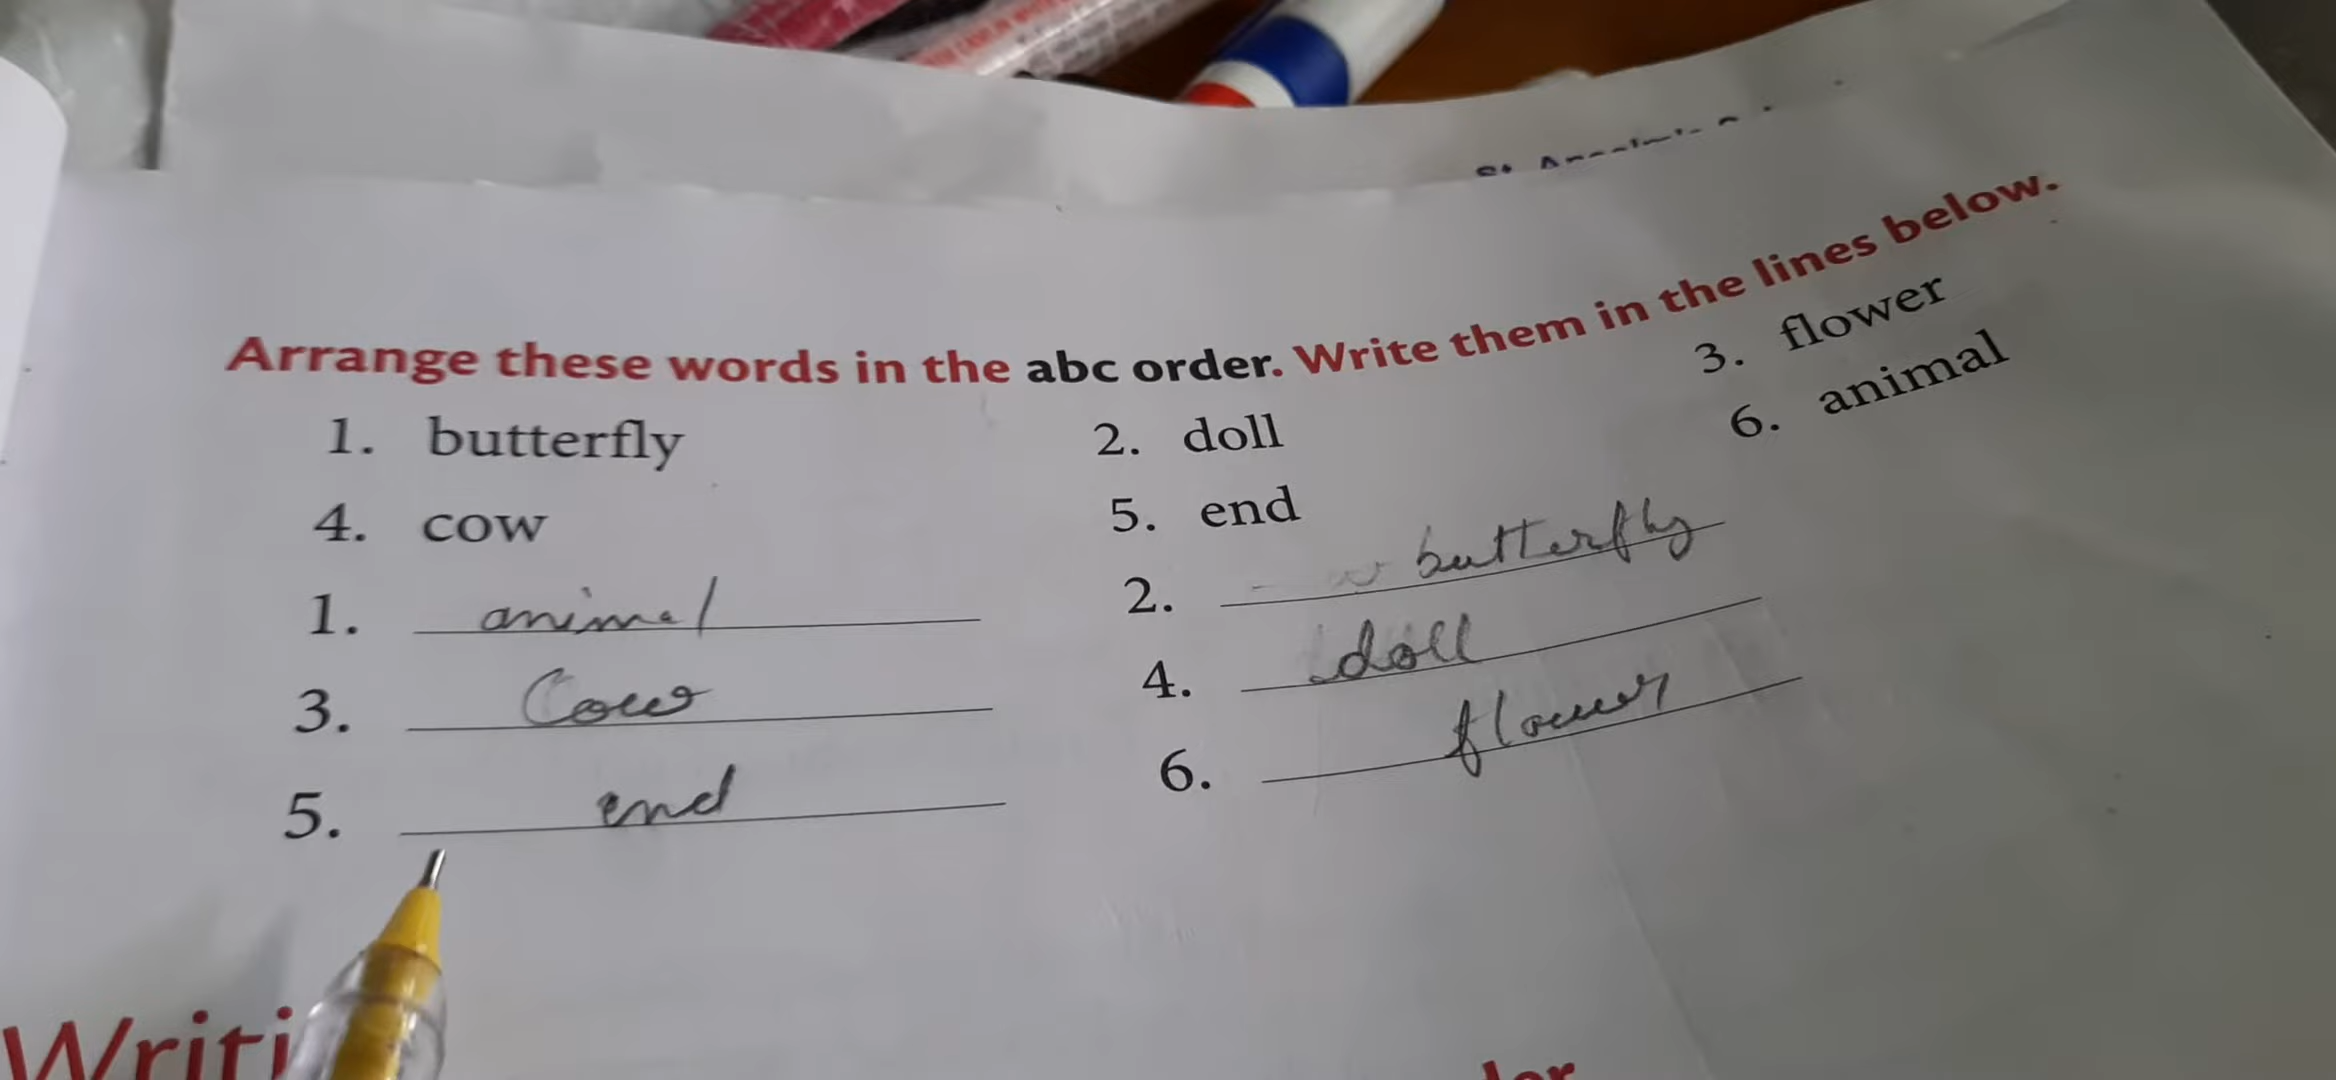 Arrange these words in the abc order. Write them in the lines below.
1. butterfly 2. doll 3. flower
4. cow 5. end 6. animal
1. animal 2. butterfly
3. Cow 4. doll
5. end 6. flower